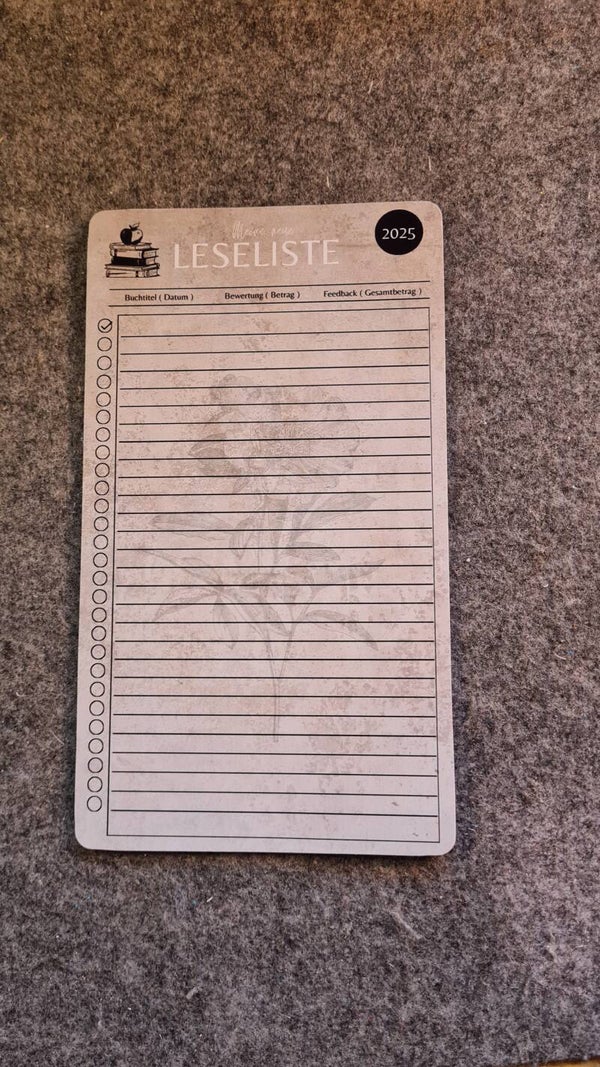 Meine neue
LESELISTE
2025
Buchtitel ( Datum ) Bewertung ( Betrag ) Feedback ( Gesamtbetrag )